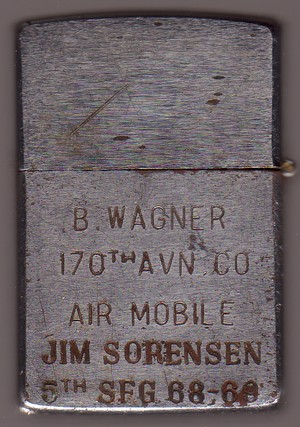 B. WAGNER
170TH AVN. CO
AIR MOBILE
JIM SORENSEN
5TH SFG 68-69